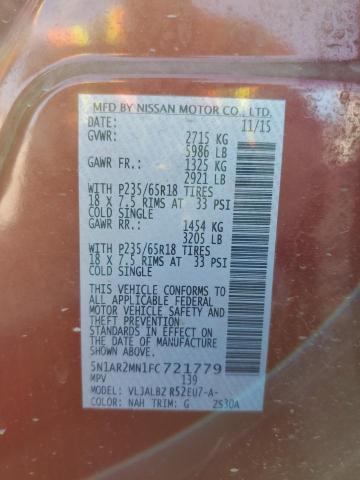 MFD BY NISSAN MOTOR CO., LTD.
DATE: 11/15
GVWR: 2715 KG
5986 LB
GAWR FR.: 1325 KG
2921 LB
WITH P235/65R18 TIRES
18 X 7.5 RIMS AT 33 PSI
COLD SINGLE
GAWR RR.: 1454 KG
3205 LB
WITH P235/65R18 TIRES
18 X 7.5 RIMS AT 33 PSI
COLD SINGLE
THIS VEHICLE CONFORMS TO
ALL APPLICABLE FEDERAL
MOTOR VEHICLE SAFETY AND
BUMPER
STANDARDS IN EFFECT ON THE
DATE OF MANUFACTURE
SHOWN ABOVE.
5N1AR2MN1FC721779
MPV 139
MODEL: VLJALBZ R52EU7-A-
COLOR: NAH TRIM: G 2S30A